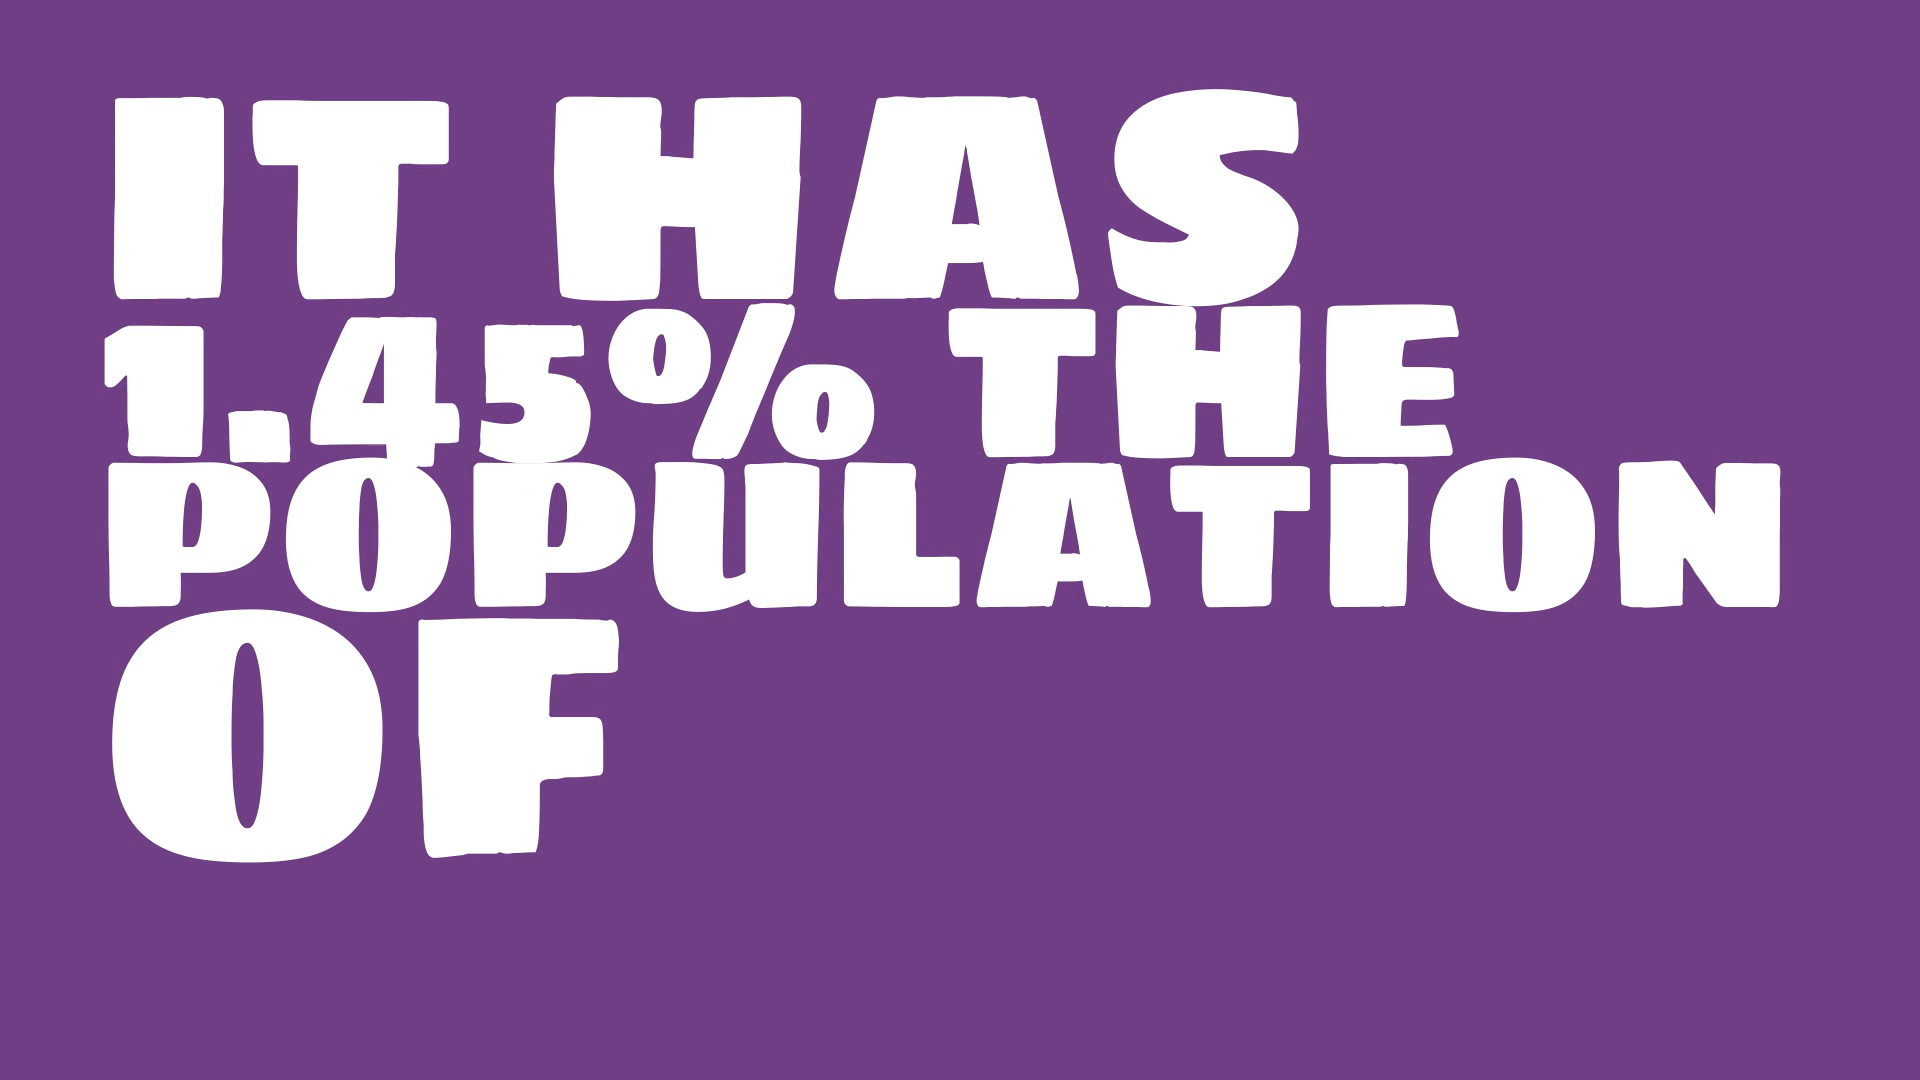 IT HAS
1.45% THE
POPULATION
OF